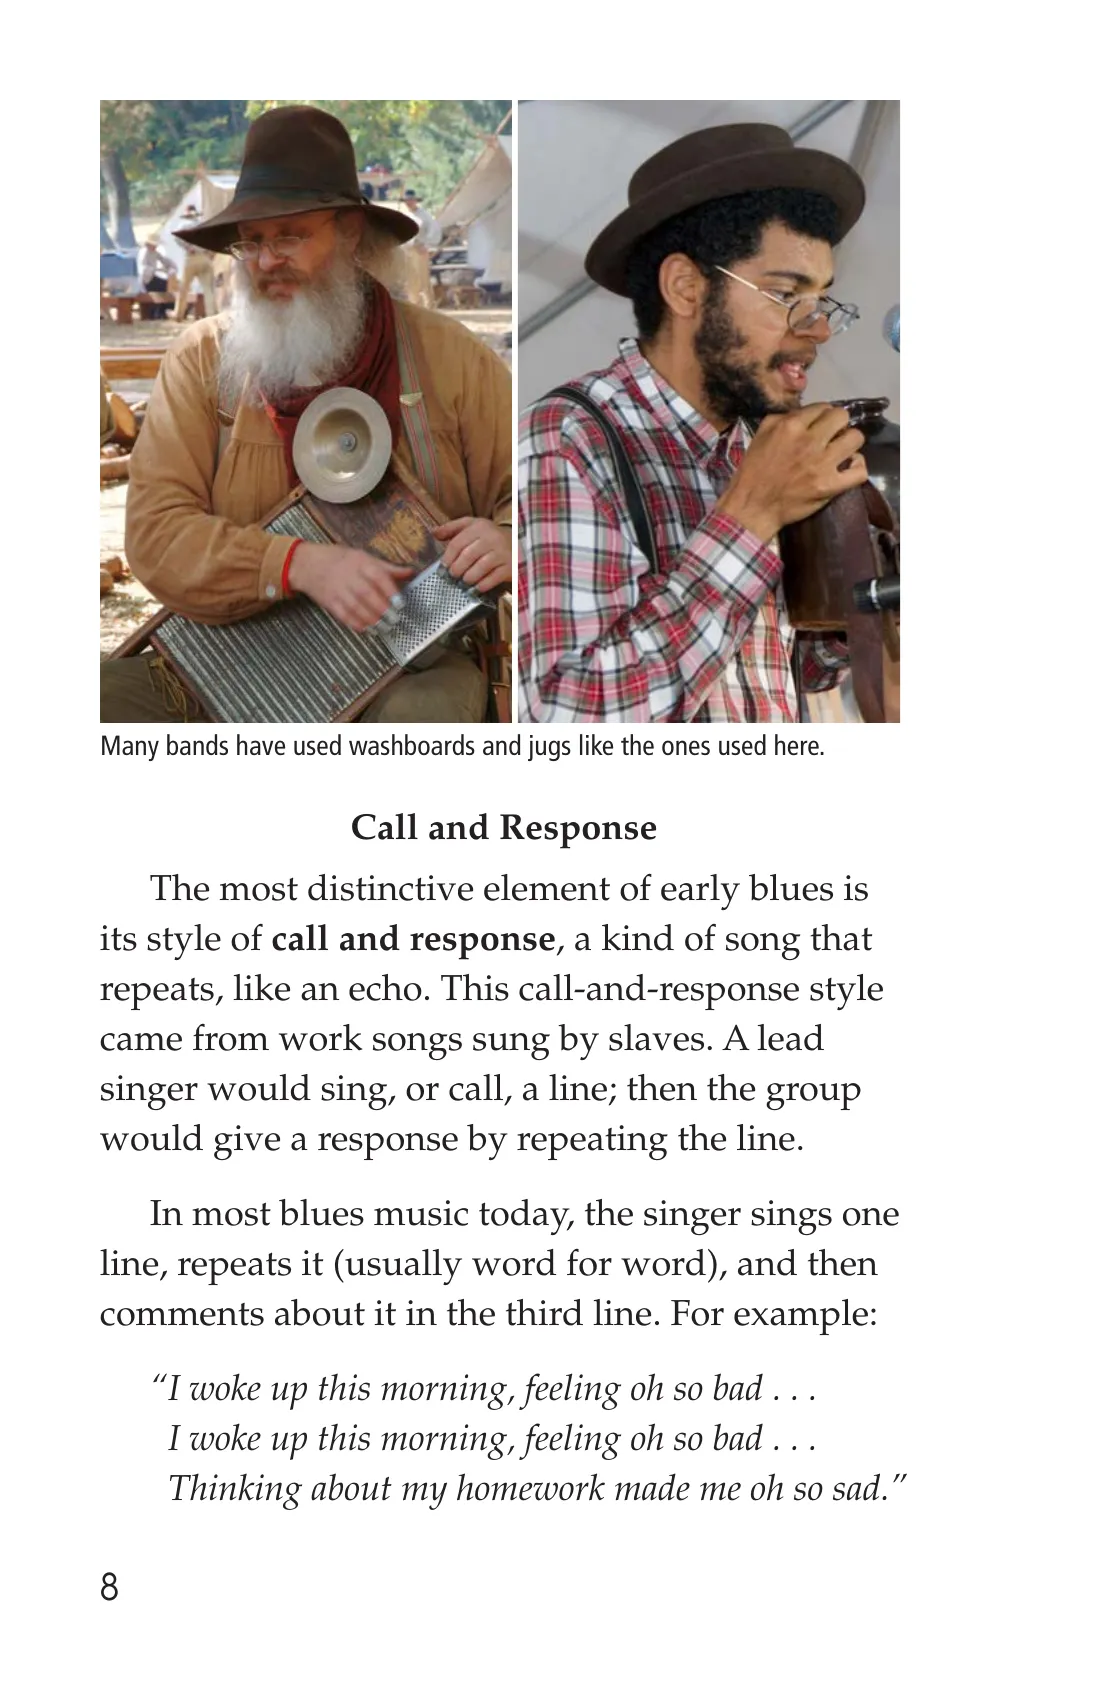 Many bands have used washboards and jugs like the ones used here.
Call and Response
The most distinctive element of early blues is
its style of call and response, a kind of song that
repeats, like an echo. This call-and-response style
came from work songs sung by slaves. A lead
singer would sing, or call, a line; then the group
would give a response by repeating the line.
In most blues music today, the singer sings one
line, repeats it (usually word for word), and then
comments about it in the third line. For example:
“I woke up this morning, feeling oh so bad . . .
I woke up this morning, feeling oh so bad . . .
Thinking about my homework made me oh so sad.”
8